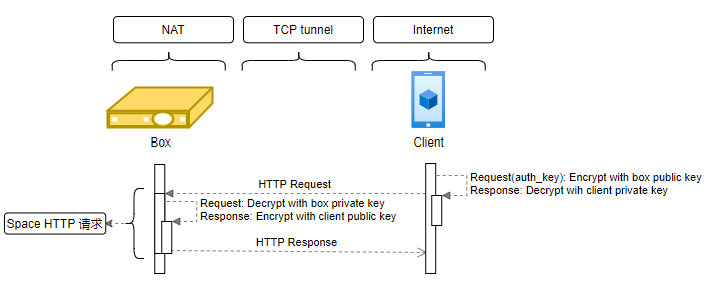 NAT
TCP tunnel
Internet
Box
Client
Request(auth_key): Encrypt with box public key
Response: Decrypt wih client private key
HTTP Request
Request: Decrypt with box private key
Response: Encrypt with client public key
Space HTTP 请求
HTTP Response